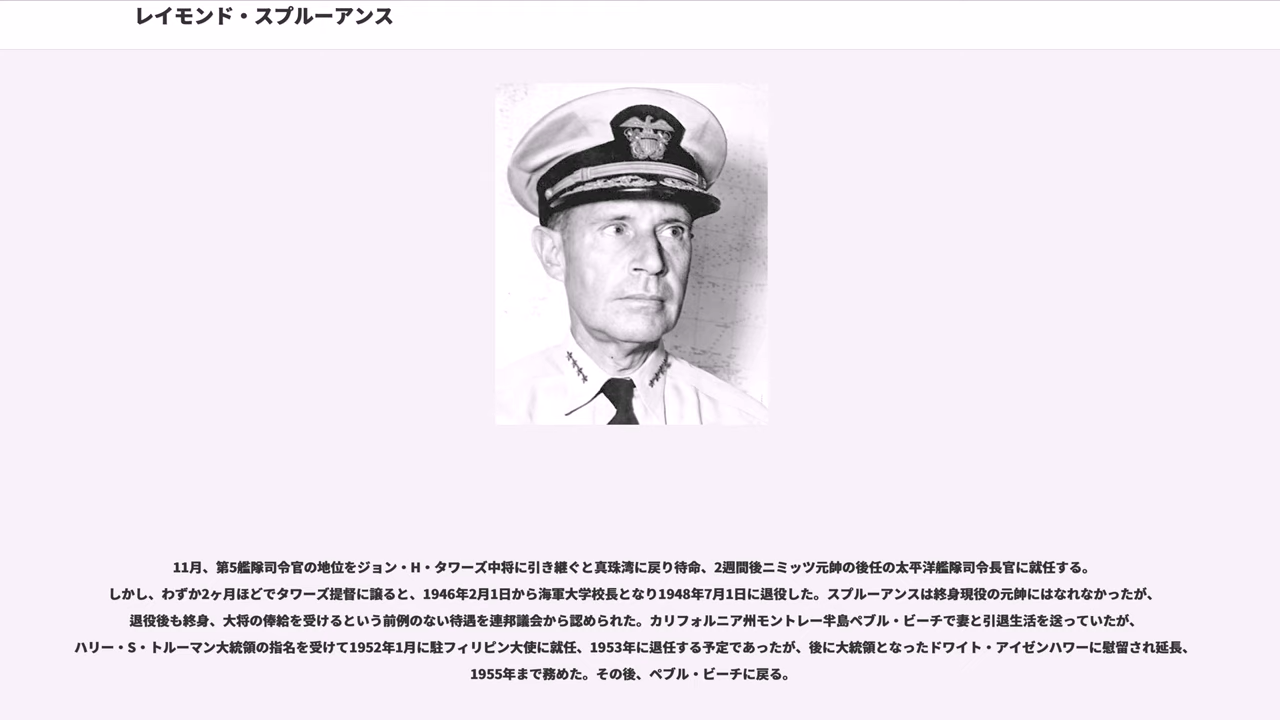 レイモンド・スプルーアンス
11月、第5艦隊司令官の地位をジョン・H・タワーズ中将に引き継ぐと真珠湾に戻り待命、2週間後ニミッツ元帥の後任の太平洋艦隊司令長官に就任する。
しかし、わずか2ヶ月ほどでタワーズ提督に譲ると、1946年2月1日から海軍大学校長となり1948年7月1日に退役した。スプルーアンスは終身現役の元帥にはなれなかったが、
退役後も終身、大将の俸給を受けるという前例のない待遇を連邦議会から認められた。カリフォルニア州モントレー半島ペブル・ビーチで妻と引退生活を送っていたが、
ハリー・S・トルーマン大統領の指名を受けて1952年1月に駐フィリピン大使に就任、1953年に退任する予定であったが、後に大統領となったドワイト・アイゼンハワーに慰留され延長、
1955年まで務めた。その後、ペブル・ビーチに戻る。